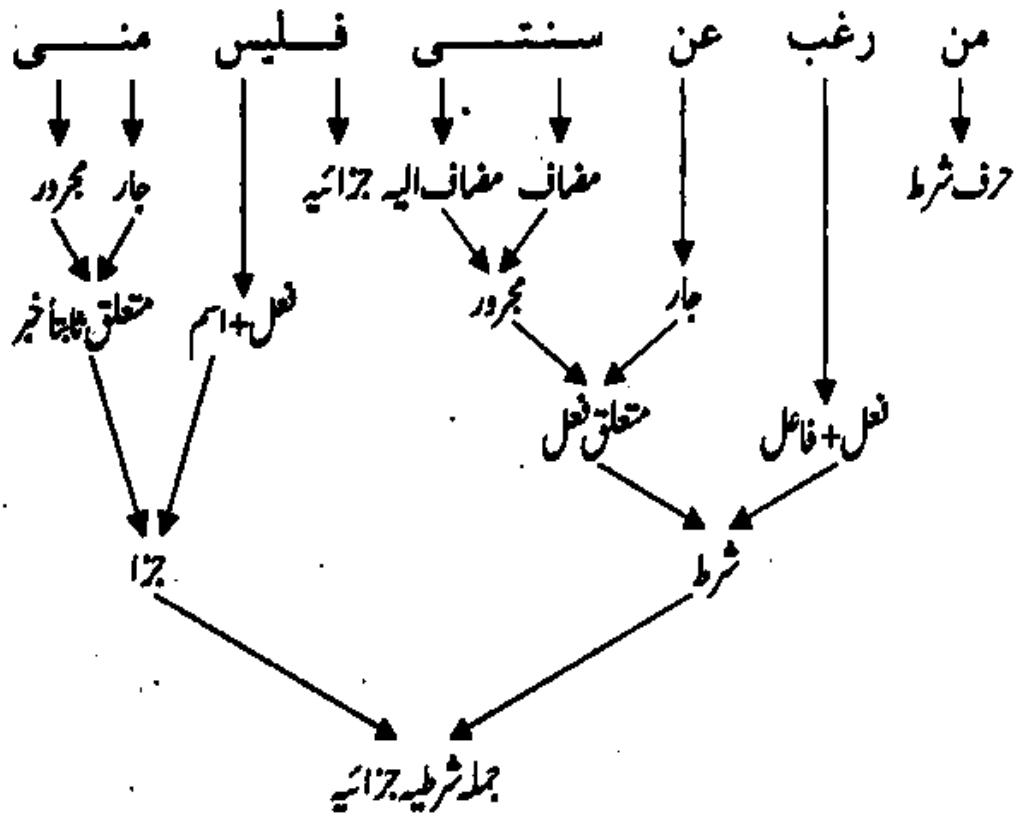 من رغب عن سنتی فلیس منی
حرف شرط مضاف مضاف الیہ جزائیہ جار مجرور
جار مجرور فعل+اسم متعلق ثابتاً خبر
فعل+فاعل متعلق فعل
شرط جزا
جملہ شرطیہ جزائیہ